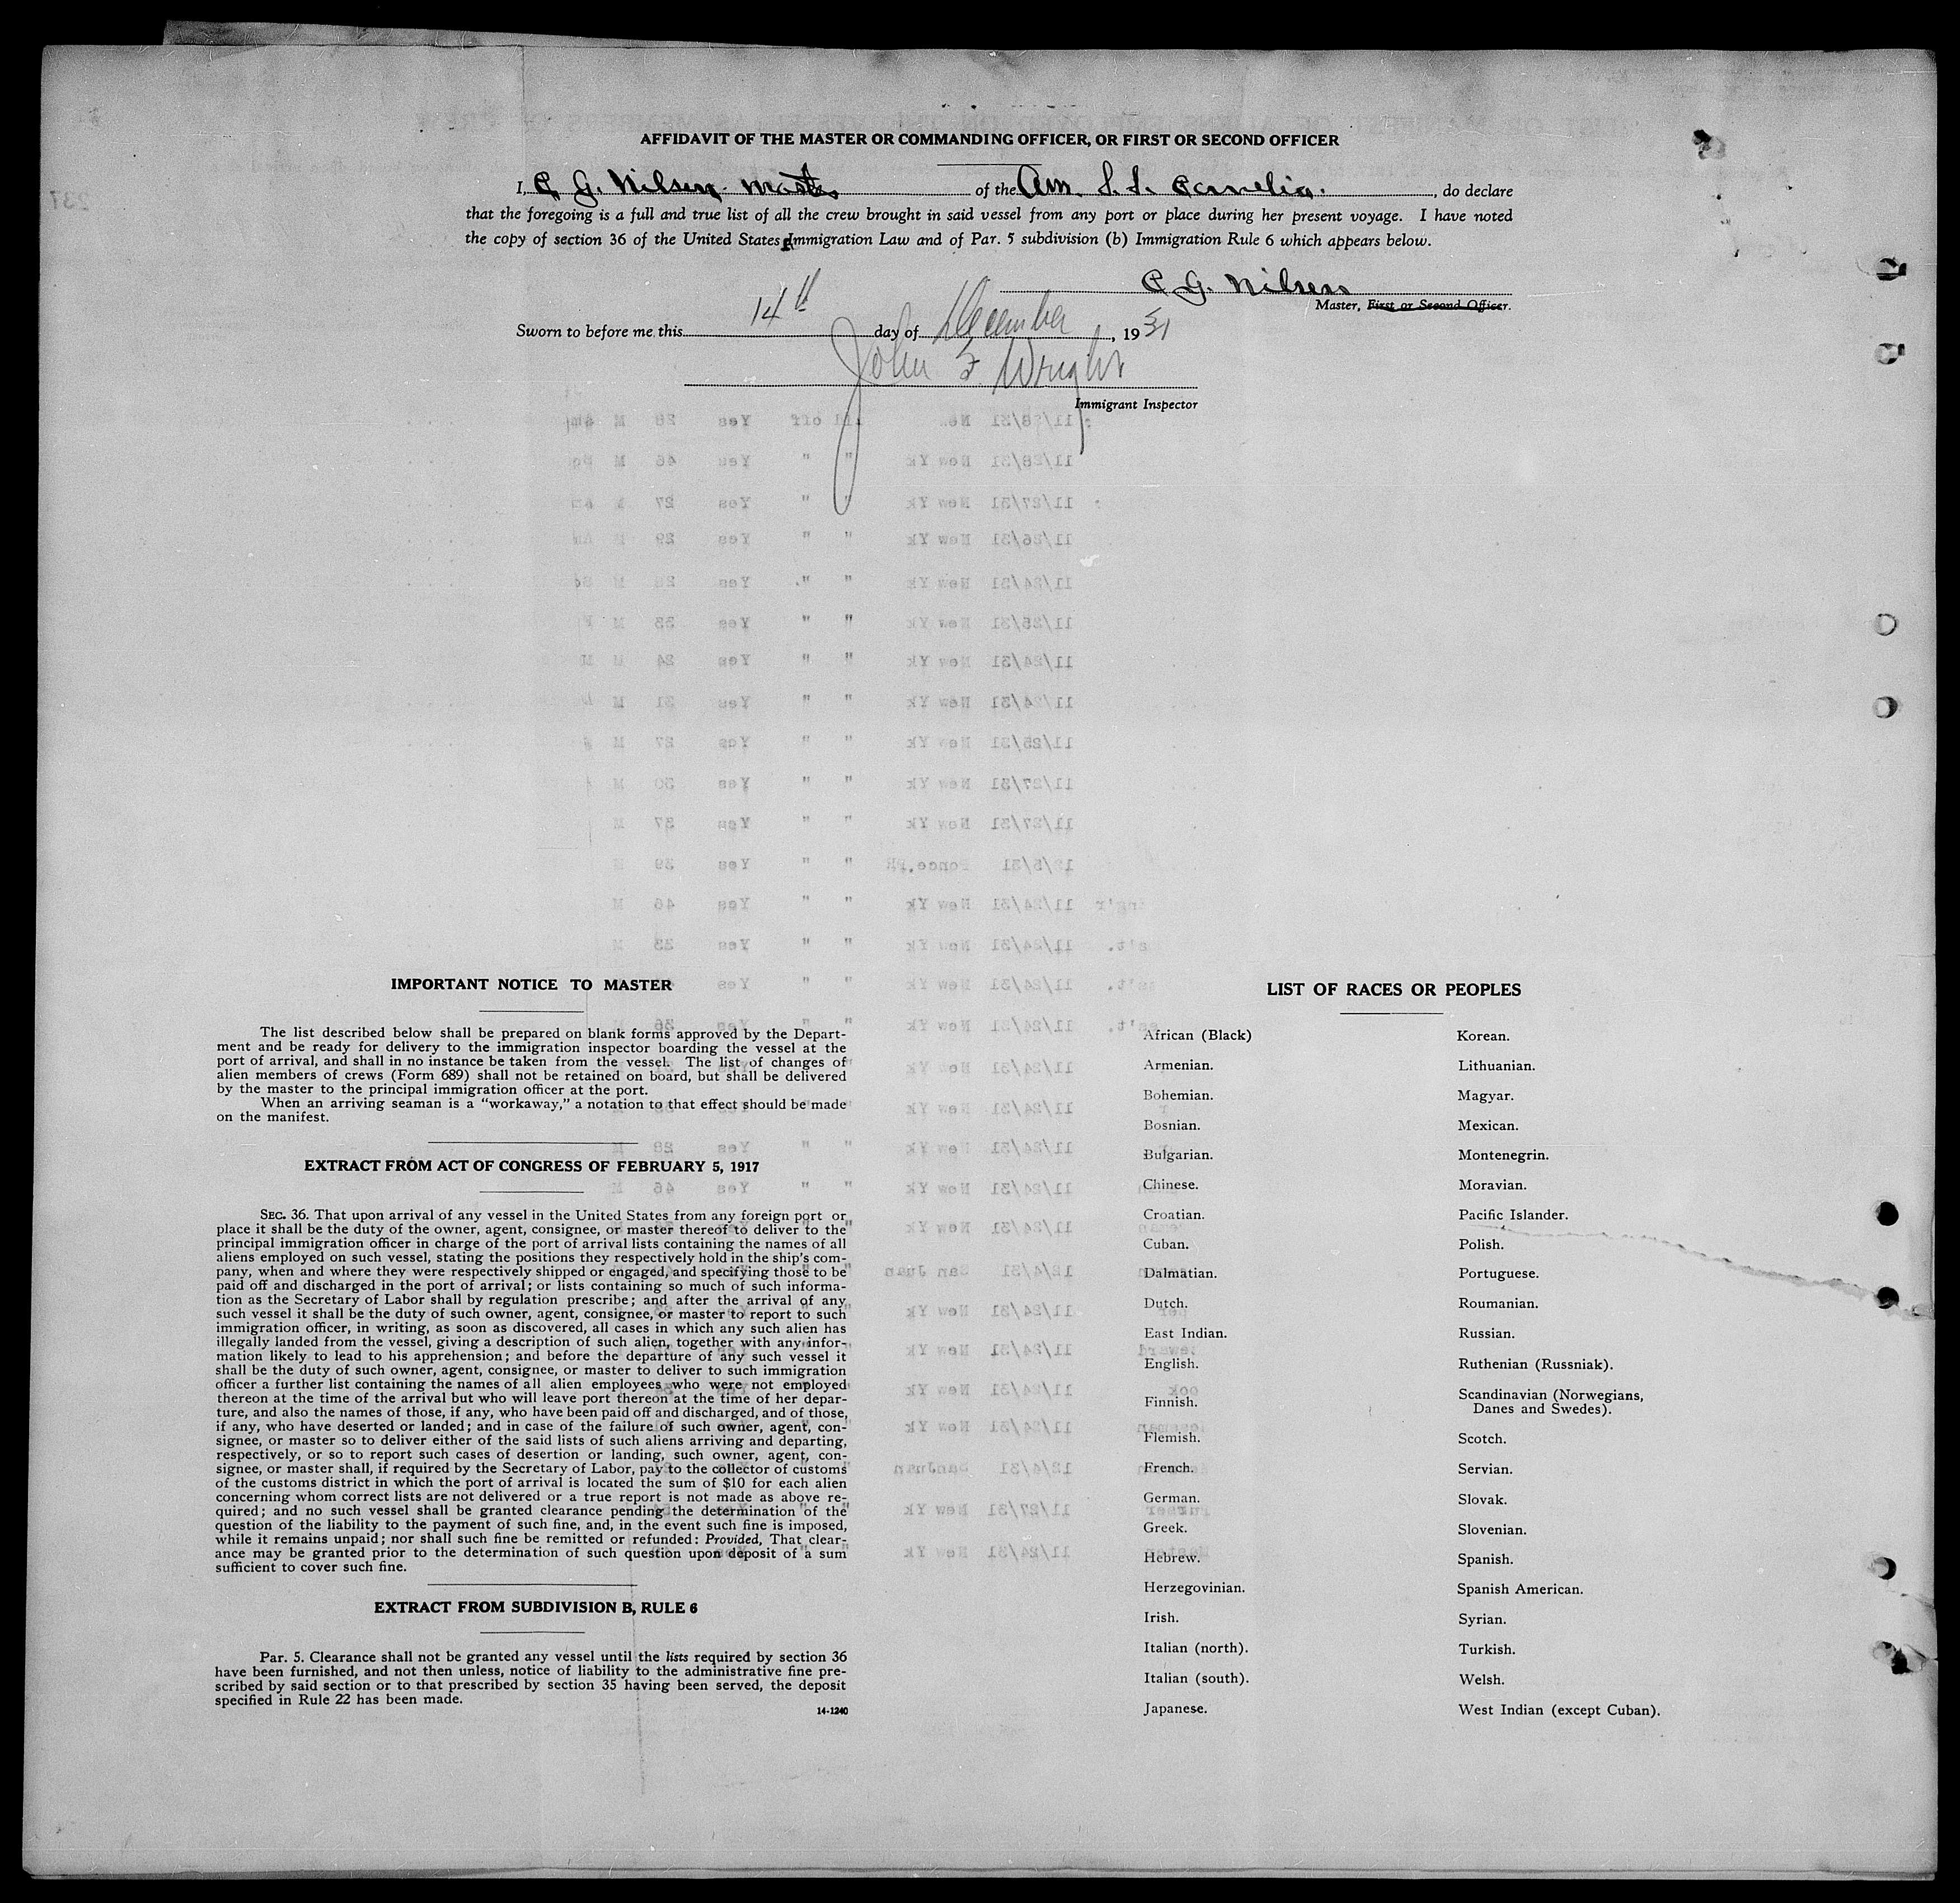 AFFIDAVIT OF THE MASTER OR COMMANDING OFFICER, OR FIRST OR SECOND OFFICER
I, C. G. Nilsen Master of the Am. S. S. , do declare
that the foregoing is a full and true list of all the crew brought in said vessel from any port or place during her present voyage. I have noted
the copy of section 36 of the United States Immigration Law and of Par. 5 subdivision (b) Immigration Rule 6 which appears below.
C. G. Nilsen
Master, First or Second Officer.
Sworn to before me this 14th day of December, 1931
John F. Wright
Immigrant Inspector
IMPORTANT NOTICE TO MASTER
The list described below shall be prepared on blank forms approved by the Depart-
ment and be ready for delivery to the immigration inspector boarding the vessel at the
port of arrival, and shall in no instance be taken from the vessel. The list of changes of
alien members of crews (Form 689) shall not be retained on board, but shall be delivered
by the master to the principal immigration officer at the port.
When an arriving seaman is a “workaway,” a notation to that effect should be made
on the manifest.
EXTRACT FROM ACT OF CONGRESS OF FEBRUARY 5, 1917
SEC. 36. That upon arrival of any vessel in the United States from any foreign port or
place it shall be the duty of the owner, agent, consignee, or master thereof to deliver to the
principal immigration officer in charge of the port of arrival lists containing the names of all
aliens employed on such vessel, stating the positions they respectively hold in the ship's com-
pany, when and where they were respectively shipped or engaged, and specifying those to be
paid off and discharged in the port of arrival; or lists containing so much of such informa-
tion as the Secretary of Labor shall by regulation prescribe; and after the arrival of any
such vessel it shall be the duty of such owner, agent, consignee, or master to report to such
immigration officer, in writing, as soon as discovered, all cases in which any such alien has
illegally landed from the vessel, giving a description of such alien, together with any infor-
mation likely to lead to his apprehension; and before the departure of any such vessel it
shall be the duty of such owner, agent, consignee, or master to deliver to such immigration
officer a further list containing the names of all alien employees who were not employed
thereon at the time of the arrival but who will leave port thereon at the time of her depar-
ture, and also the names of those, if any, who have been paid off and discharged, and of those,
if any, who have deserted or landed; and in case of the failure of such owner, agent, con-
signee, or master so to deliver either of the said lists of such aliens arriving and departing,
respectively, or so to report such cases of desertion or landing, such owner, agent, con-
signee, or master shall, if required by the Secretary of Labor, pay to the collector of customs
of the customs district in which the port of arrival is located the sum of $10 for each alien
concerning whom correct lists are not delivered or a true report is not made as above re-
quired; and no such vessel shall be granted clearance pending the determination of the
question of the liability to the payment of such fine, and, in the event such fine is imposed,
while it remains unpaid; nor shall such fine be remitted or refunded: Provided, That clear-
ance may be granted prior to the determination of such question upon deposit of a sum
sufficient to cover such fine.
EXTRACT FROM SUBDIVISION B, RULE 6
Par. 5. Clearance shall not be granted any vessel until the lists required by section 36
have been furnished, and not then unless, notice of liability to the administrative fine pre-
scribed by said section or to that prescribed by section 35 having been served, the deposit
specified in Rule 22 has been made.
14-1240
LIST OF RACES OR PEOPLES
African (Black)
Armenian.
Bohemian.
Bosnian.
Bulgarian.
Chinese.
Croatian.
Cuban.
Dalmatian.
Dutch.
East Indian.
English.
Finnish.
Flemish.
French.
German.
Greek.
Hebrew.
Herzegovinian.
Irish.
Italian (north).
Italian (south).
Japanese.
Korean.
Lithuanian.
Magyar.
Mexican.
Montenegrin.
Moravian.
Pacific Islander.
Polish.
Portuguese.
Roumanian.
Russian.
Ruthenian (Russniak).
Scandinavian (Norwegians,
Danes and Swedes).
Scotch.
Servian.
Slovak.
Slovenian.
Spanish.
Spanish American.
Syrian.
Turkish.
Welsh.
West Indian (except Cuban).